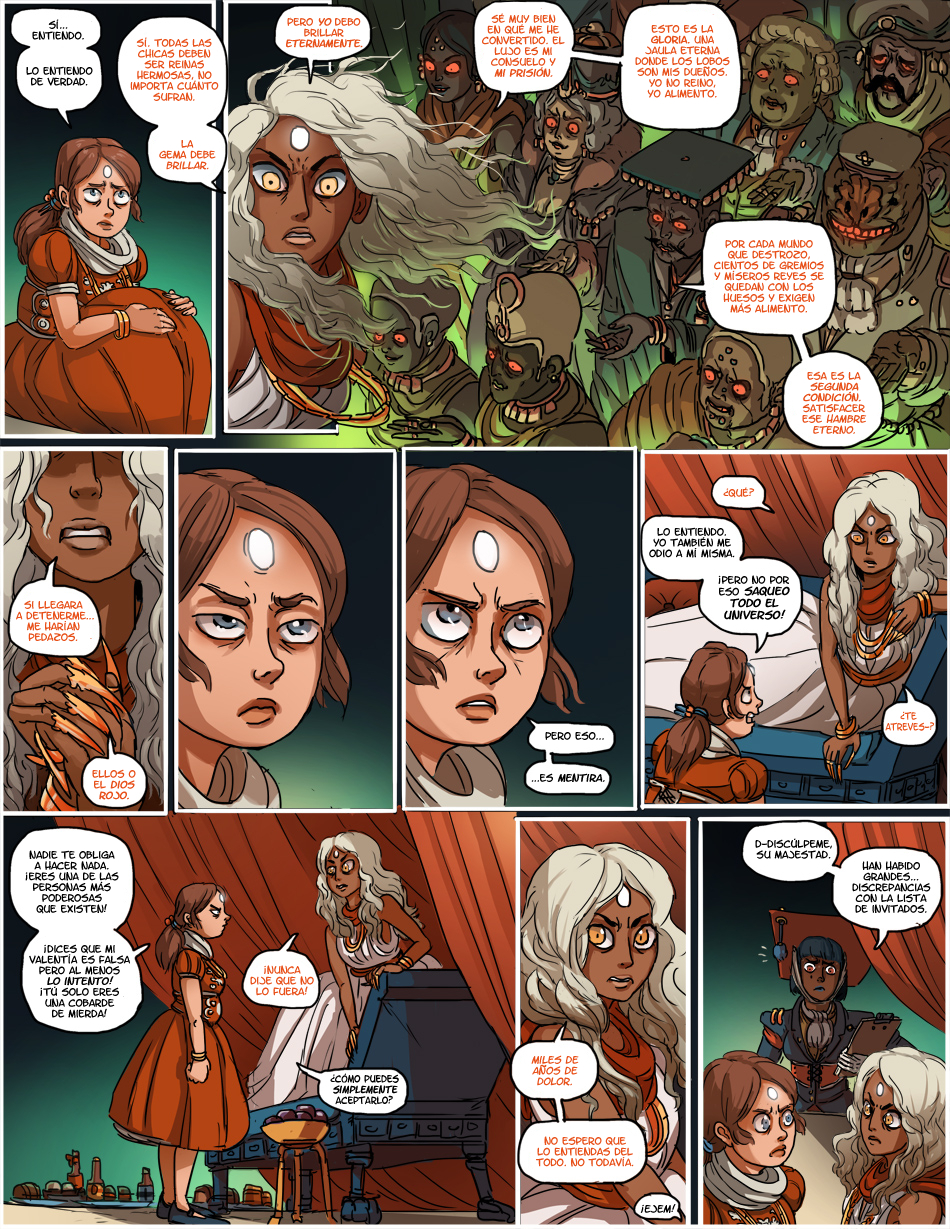 SÍ...
ENTIENDO.
LO ENTIENDO
DE VERDAD.
SÍ. TODAS LAS
CHICAS DEBEN
SER REINAS
HERMOSAS, NO
IMPORTA CUÁNTO
SUFRAN.
LA
GEMA DEBE
BRILLAR.
PERO YO DEBO
BRILLAR
ETERNAMENTE.
SÉ MUY BIEN
EN QUÉ ME HE
CONVERTIDO. EL
LUJO ES MI
CONSUELO Y
MI PRISIÓN.
ESTO ES LA
GLORIA, UNA
JAULA ETERNA
DONDE LOS LOBOS
SON MIS DUEÑOS.
YO NO REINO,
YO ALIMENTO.
POR CADA MUNDO
QUE DESTROZO,
CIENTOS DE GREMIOS
Y MÍSEROS REYES SE
QUEDAN CON LOS
HUESOS Y EXIGEN
MÁS ALIMENTO.
ESA ES LA
SEGUNDA
CONDICIÓN.
SATISFACER
ESE HAMBRE
ETERNO.
SI LLEGARA
A DETENERME...
ME HARÍAN
PEDAZOS.
ELLOS O
EL DIOS
ROJO.
PERO ESO...
...ES MENTIRA.
¿QUÉ?
LO ENTIENDO.
YO TAMBIÉN ME
ODIO A MÍ MISMA.
¡PERO NO POR
ESO SAQUEO
TODO EL
UNIVERSO!
¿TE
ATREVES-?
NADIE TE OBLIGA
A HACER NADA.
¡ERES UNA DE LAS
PERSONAS MÁS
PODEROSAS
QUE EXISTEN!
¡DICES QUE MI
VALENTÍA ES FALSA
PERO AL MENOS
LO INTENTO!
¡TÚ SOLO ERES
UNA COBARDE
DE MIERDA!
¡NUNCA
DIJE QUE NO
LO FUERA!
¿CÓMO PUEDES
SIMPLEMENTE
ACEPTARLO?
MILES DE
AÑOS DE
DOLOR.
NO ESPERO QUE
LO ENTIENDAS DEL
TODO. NO TODAVÍA.
¡EJEM!
D-DISCÚLPEME,
SU MAJESTAD.
HAN HABIDO
GRANDES...
DISCREPANCIAS
CON LA LISTA
DE INVITADOS.